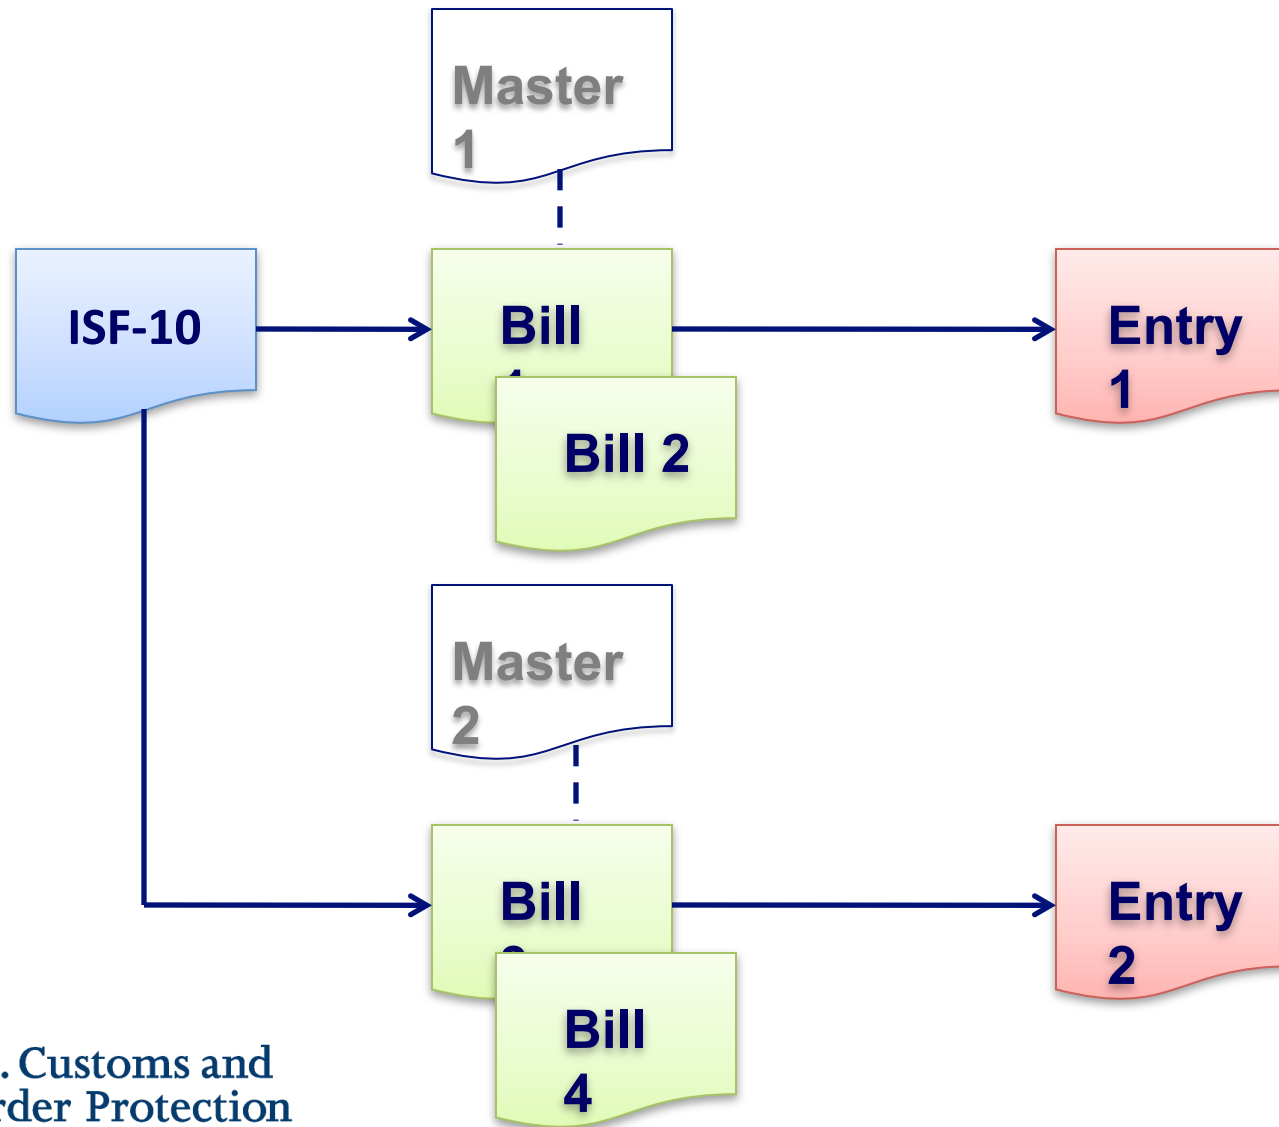 Master
1
ISF-10
Bill
Entry
1
Bill 2
Master
2
Bill
Entry
2
Bill
4
. Customs and
rder Protection